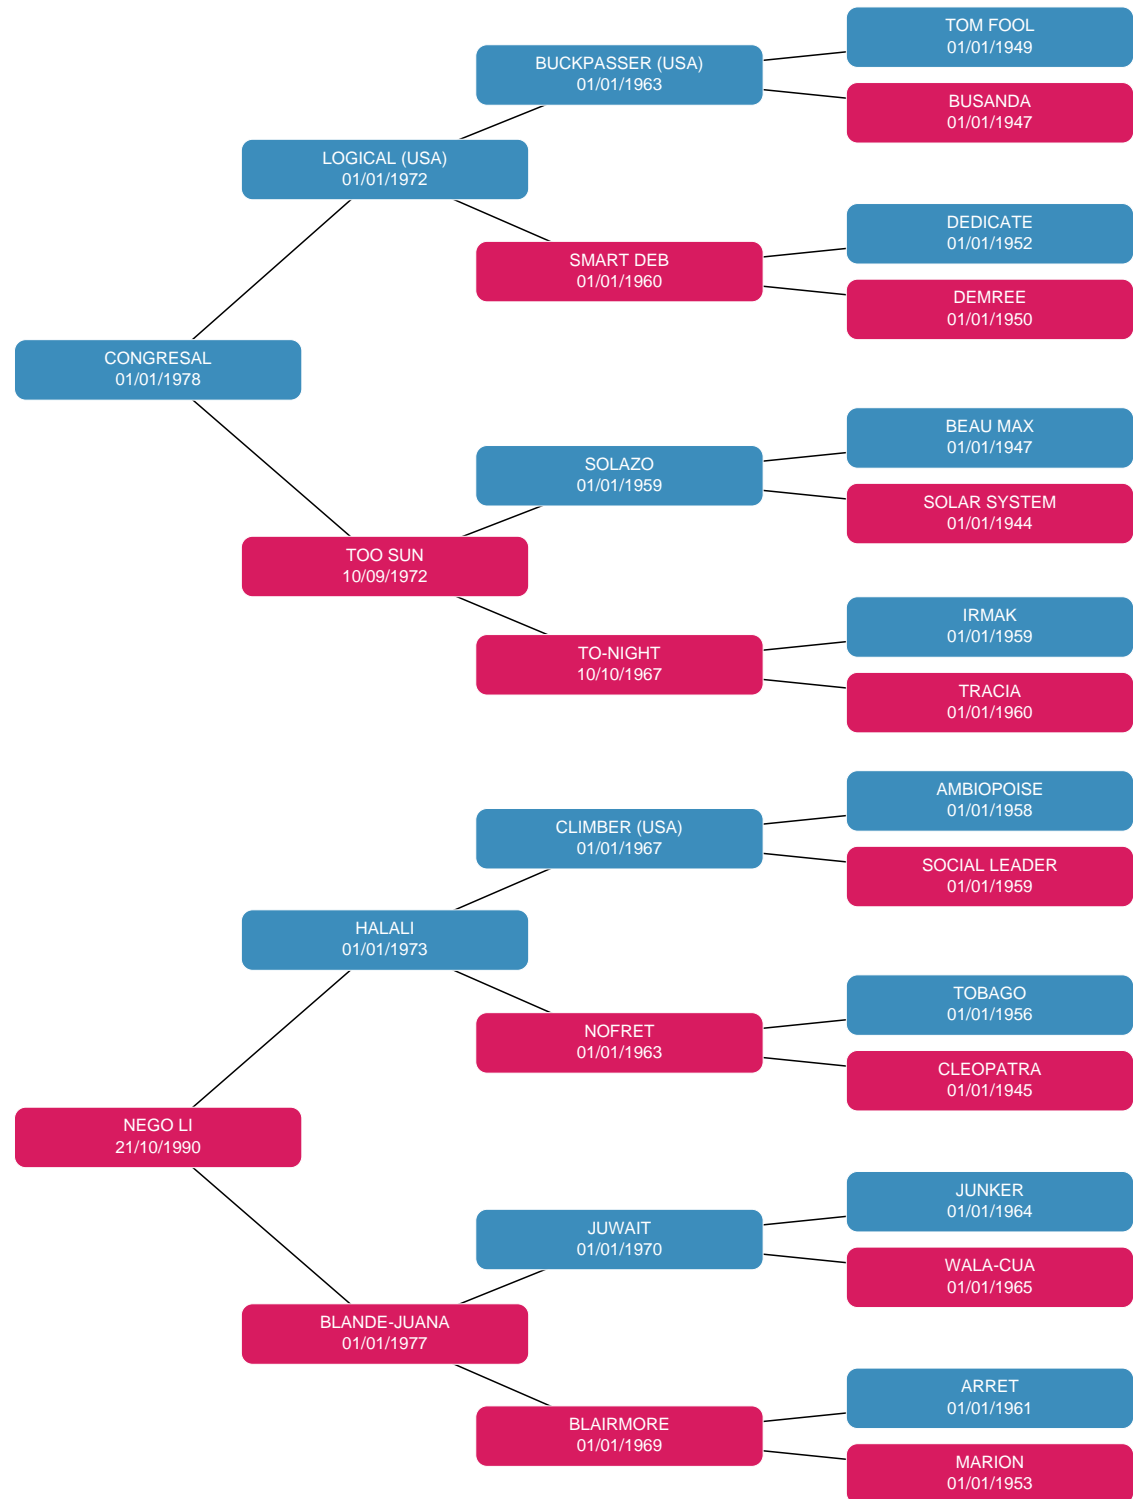 TOM FOOL
01/01/1949
BUCKPASSER (USA)
01/01/1963
BUSANDA
01/01/1947
LOGICAL (USA)
01/01/1972
DEDICATE
01/01/1952
SMART DEB
01/01/1960
DEMREE
01/01/1950
CONGRESAL
01/01/1978
BEAU MAX
01/01/1947
SOLAZO
01/01/1959
SOLAR SYSTEM
01/01/1944
TOO SUN
10/09/1972
IRMAK
01/01/1959
TO-NIGHT
10/10/1967
TRACIA
01/01/1960
AMBIOPOISE
01/01/1958
CLIMBER (USA)
01/01/1967
SOCIAL LEADER
01/01/1959
HALALI
01/01/1973
TOBAGO
01/01/1956
NOFRET
01/01/1963
CLEOPATRA
01/01/1945
NEGO LI
21/10/1990
JUNKER
01/01/1964
JUWAIT
01/01/1970
WALA-CUA
01/01/1965
BLANDE-JUANA
01/01/1977
ARRET
01/01/1961
BLAIRMORE
01/01/1969
MARION
01/01/1953